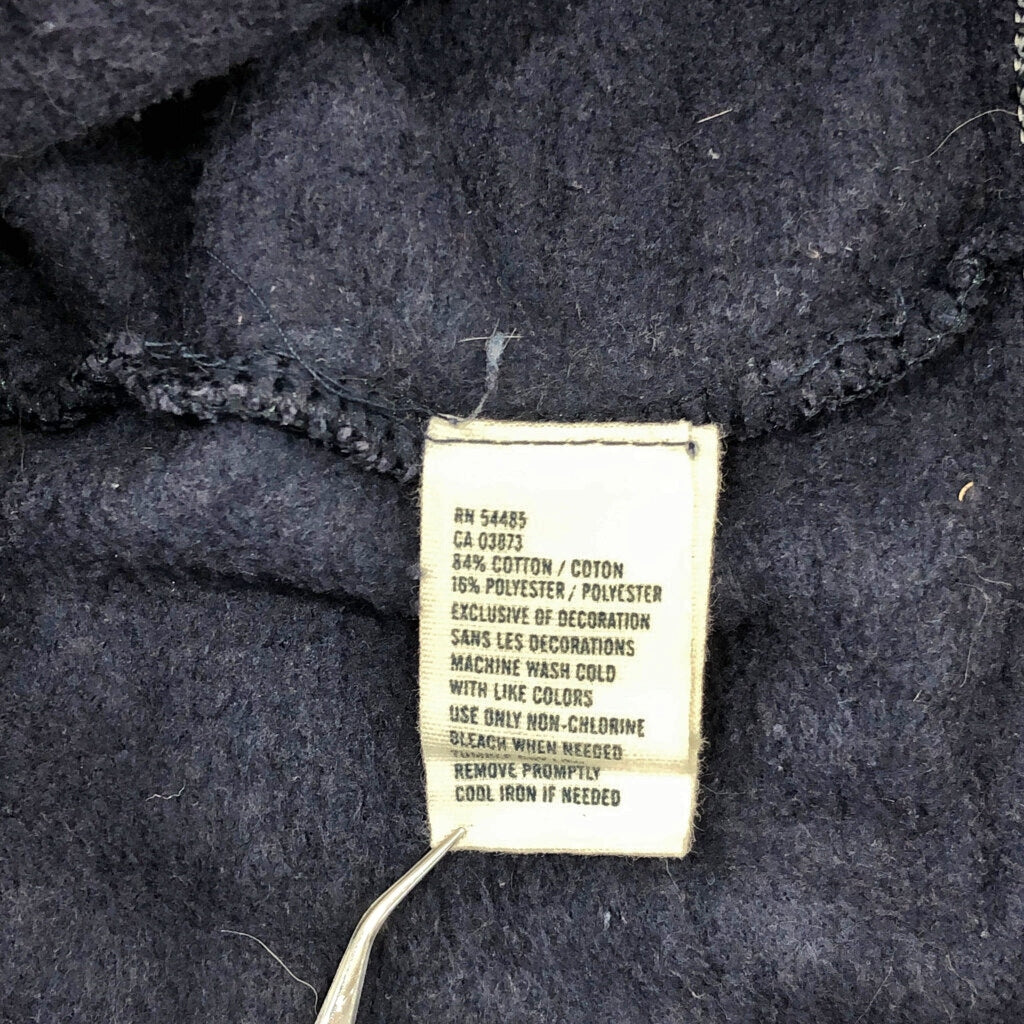 RN 54485
CA 03873
84% COTTON / COTON
16% POLYESTER / POLYESTER
EXCLUSIVE OF DECORATION
SANS LES DECORATIONS
MACHINE WASH COLD
WITH LIKE COLORS
USE ONLY NON-CHLORINE
BLEACH WHEN NEEDED
REMOVE PROMPTLY
COOL IRON IF NEEDED